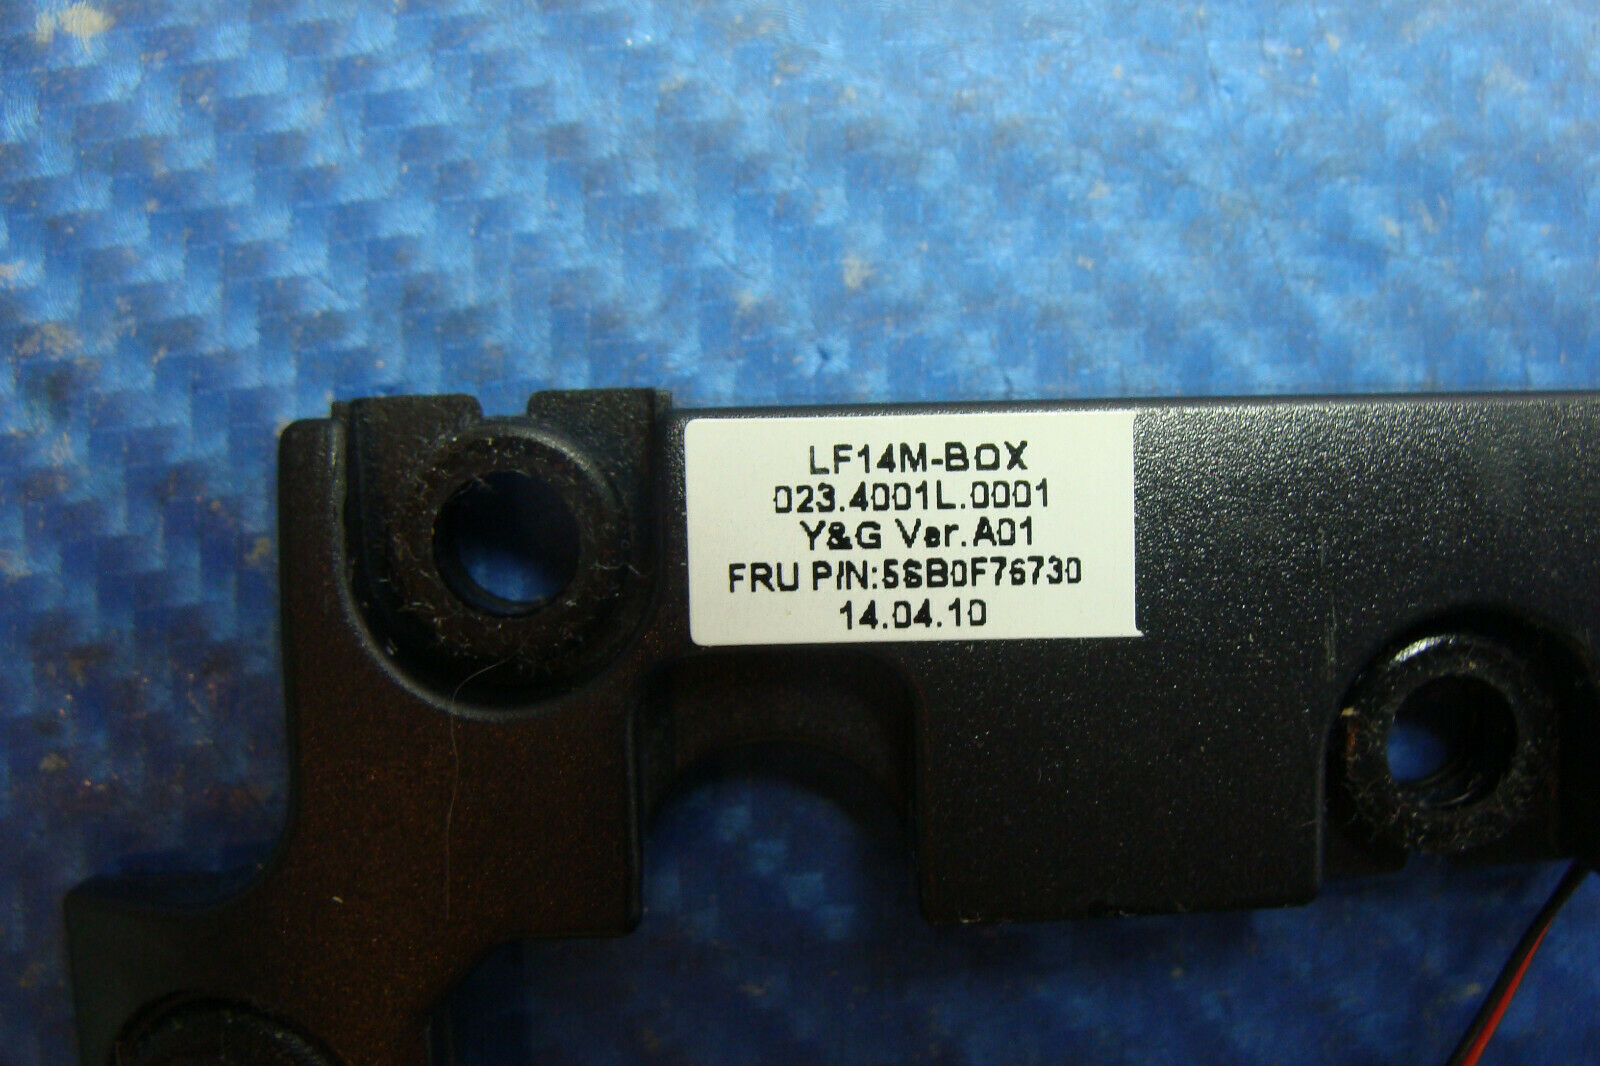 LF14M-BOX
023.4001L.0001
Y&G Ver.A01
FRU P/N:5SB0F76730
14.04.10